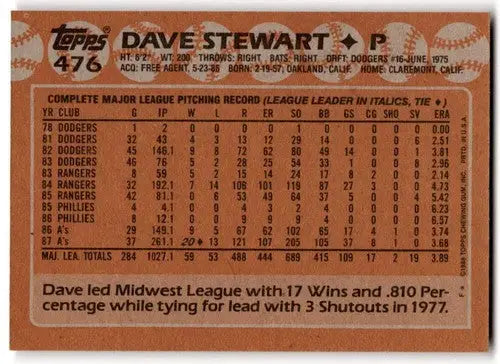 Topps
476
DAVE STEWART ♦ P
HT: 6'2" WT: 200 THROWS: RIGHT BATS: RIGHT DRFT: DODGERS #16-JUNE, 1975
ACQ: FREE AGENT, 5-23-86 BORN: 2-19-57, OAKLAND, CALIF. HOME: CLAREMONT, CALIF.
COMPLETE MAJOR LEAGUE PITCHING RECORD (LEAGUE LEADER IN ITALICS, TIE ♦)
YR CLUB G IP W L R ER SO BB GS CG SHO SV ERA
78 DODGERS 1 2 0 0 0 0 1 0 0 0 0 0 0.00
81 DODGERS 32 43 4 3 13 12 29 14 0 0 0 6 2.51
82 DODGERS 45 146.1 9 8 72 62 80 49 14 0 0 1 3.81
83 DODGERS 46 76 5 2 28 25 54 33 1 0 0 8 2.96
83 RANGERS 8 59 5 2 15 14 24 17 8 2 0 0 2.14
84 RANGERS 32 192.1 7 14 106 101 119 87 27 3 0 0 4.73
85 RANGERS 42 81.1 0 6 53 49 64 37 5 0 0 4 5.42
85 PHILLIES 4 4.1 0 0 4 3 2 4 0 0 0 0 6.23
86 PHILLIES 8 12.1 0 0 9 9 9 4 0 0 0 0 6.57
86 A's 29 149.1 9 5 67 62 102 65 17 4 1 0 3.74
87 A's 37 261.1 20♦ 13 121 107 205 105 37 8 1 0 3.68
MAJ. LEA. TOTALS 284 1027.1 59 53 488 444 689 415 109 17 2 19 3.89
Dave led Midwest League with 17 Wins and .810 Per-
centage while tying for lead with 3 Shutouts in 1977.
©1988 TOPPS CHEWING GUM, INC. PRTD. IN U.S.A.